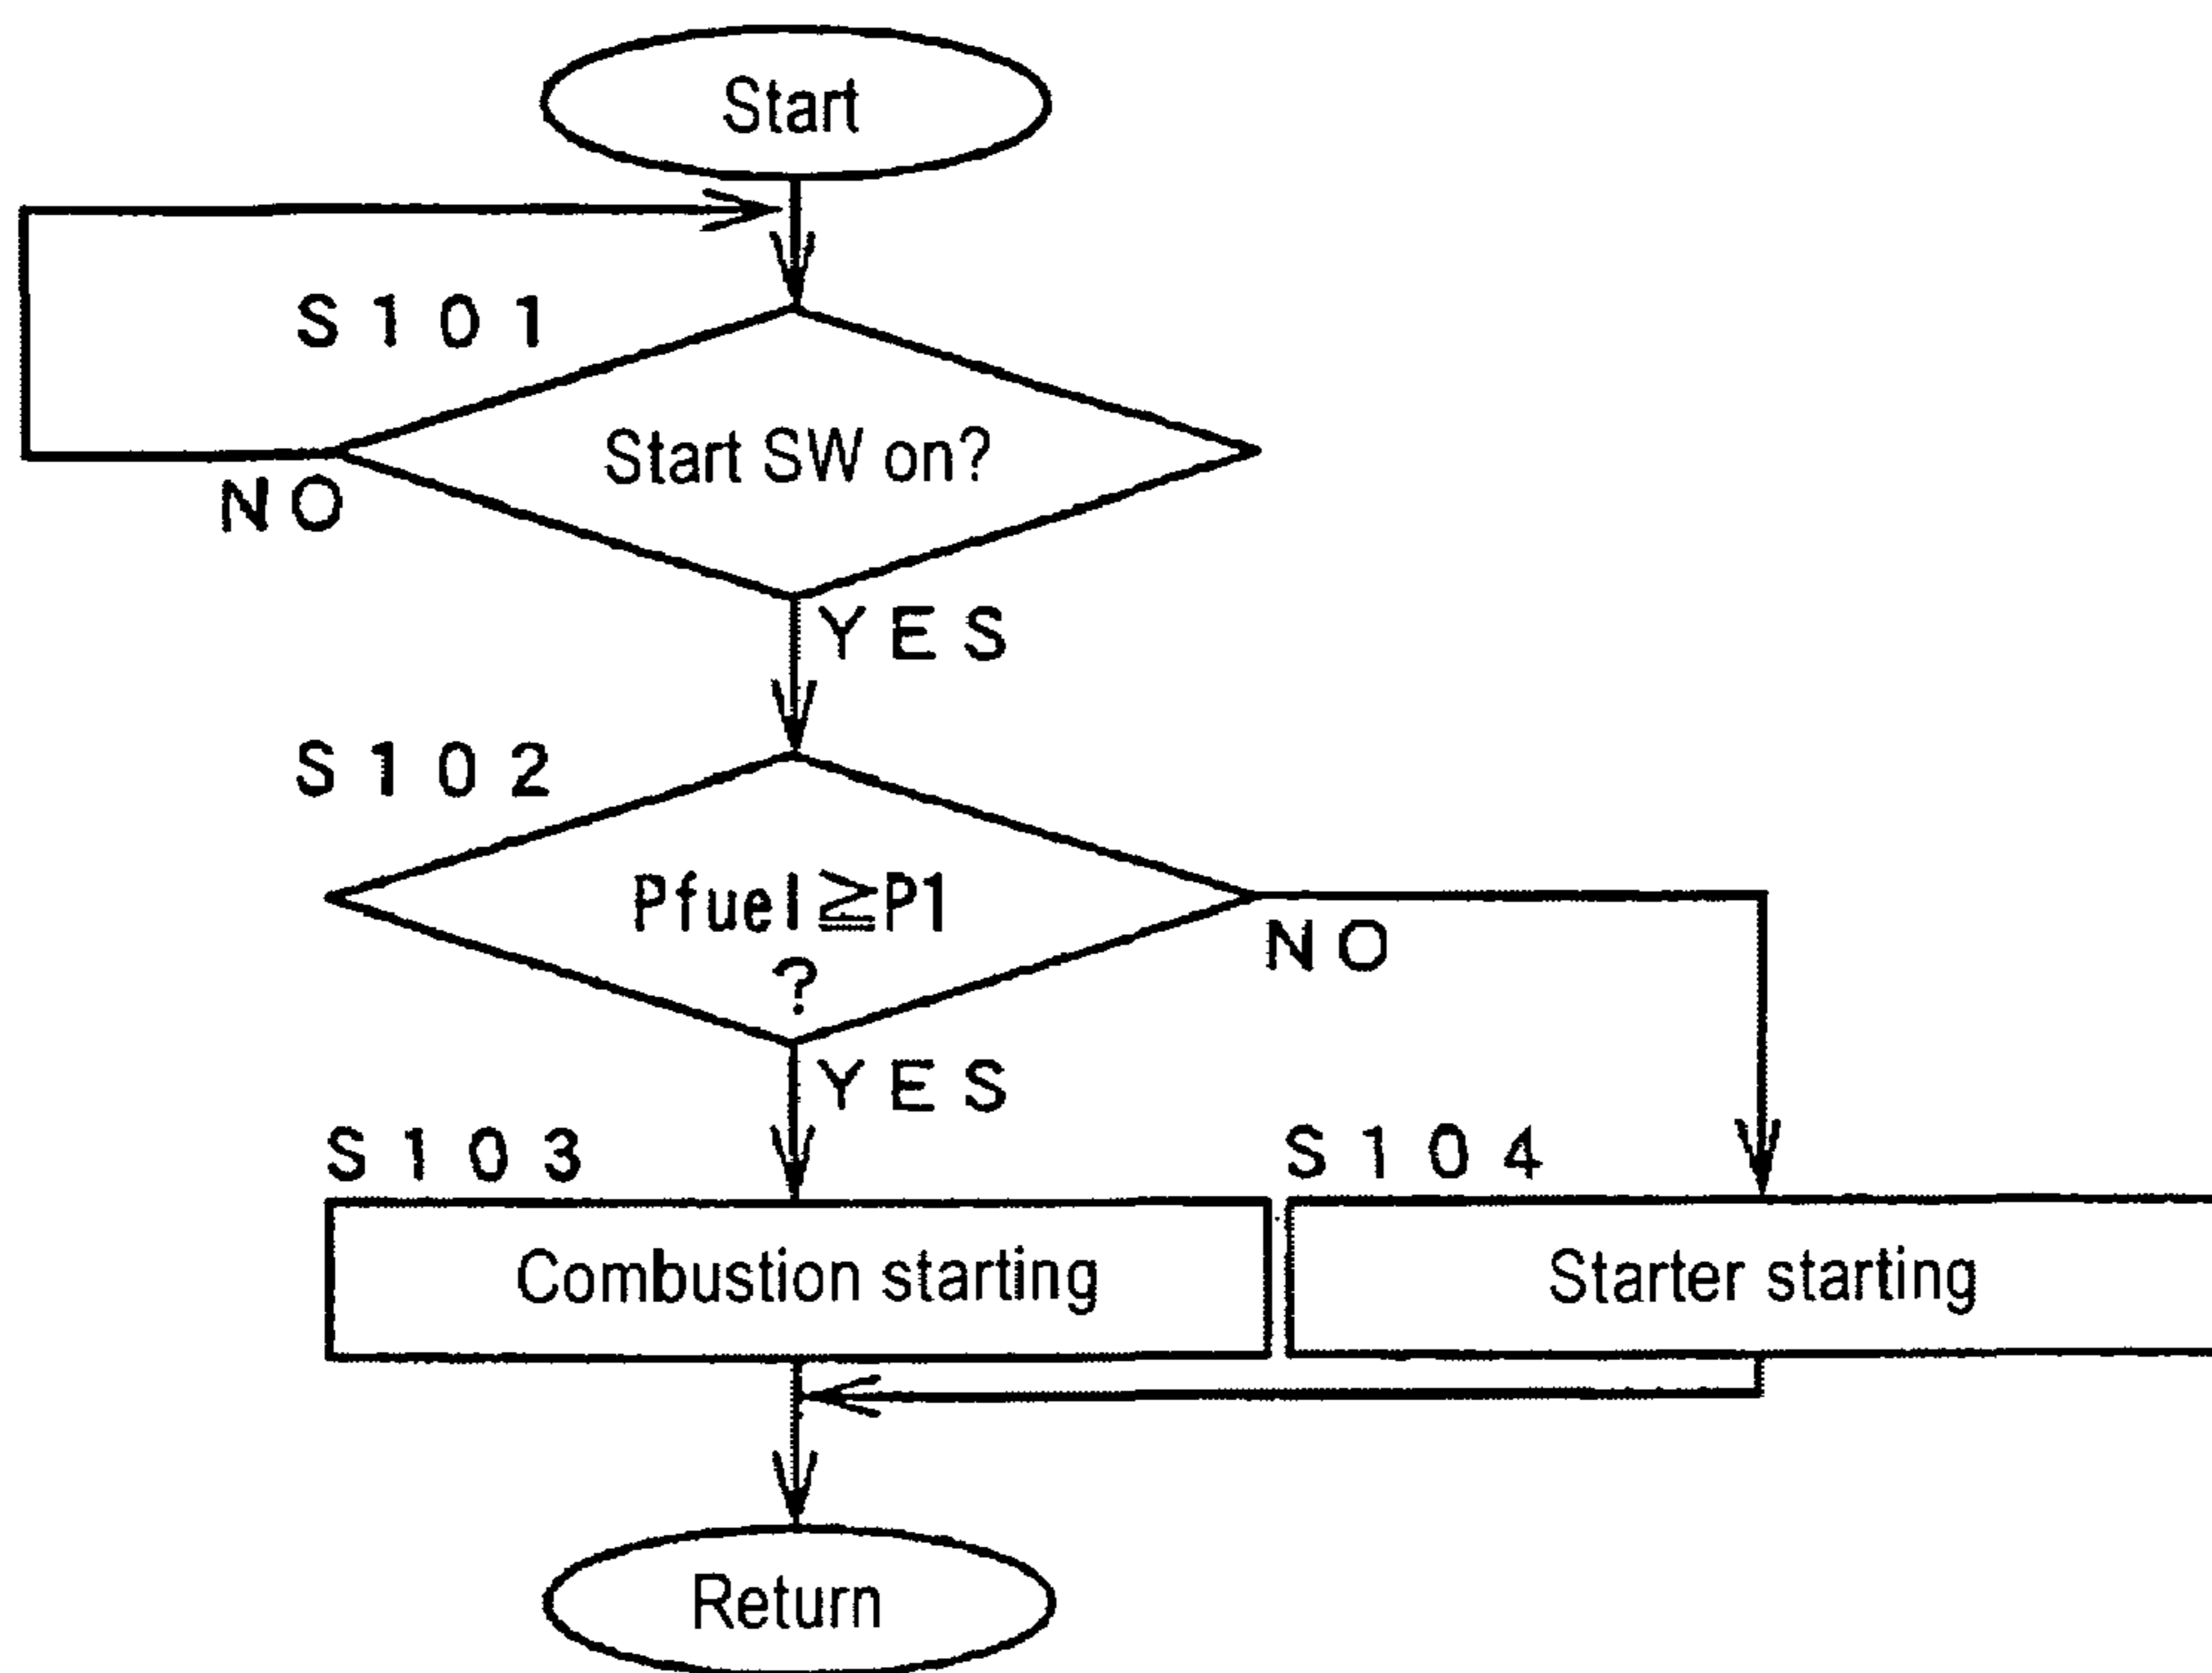 Start
S101
Start SW on?
NO
YES
S102
Pfuel≧P1
?
NO
YES
S103
S104
Combustion starting
Starter starting
Return